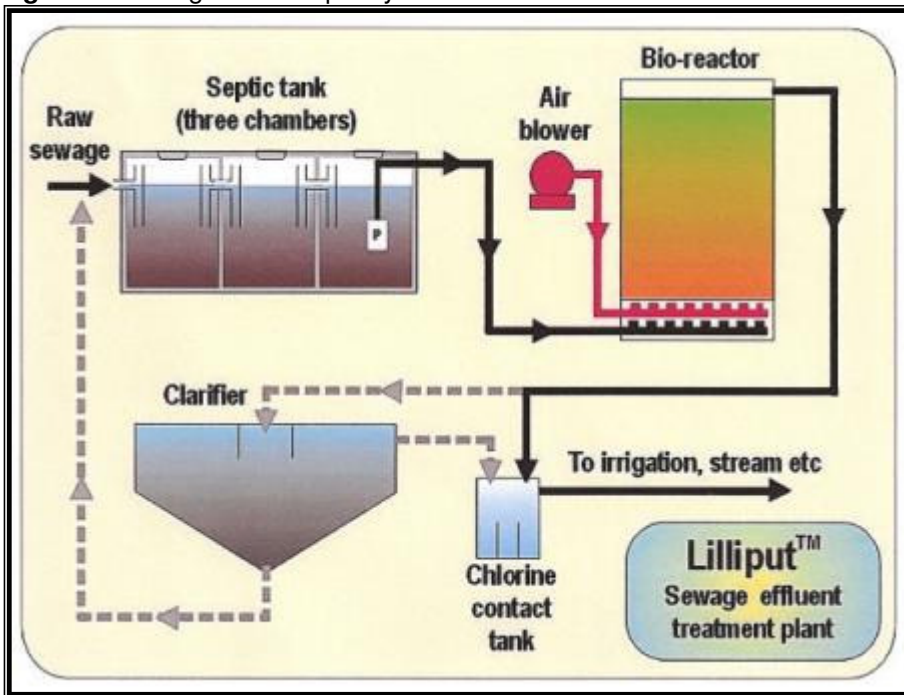 Raw
sewage
Septic tank
(three chambers)
Air
blower
Bio-reactor
P
Clarifier
To irrigation, stream etc
Chlorine
contact
tank
Lilliput™
Sewage effluent
treatment plant